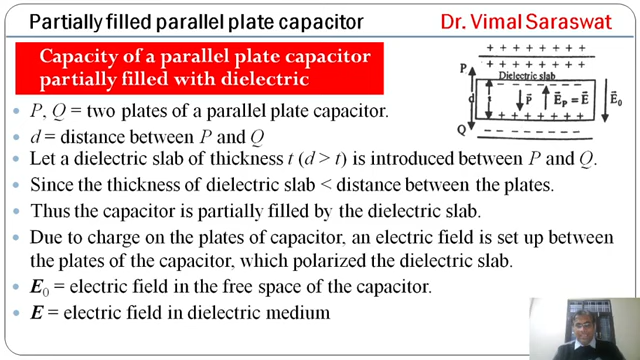 Partially filled parallel plate capacitor
Dr. Vimal Saraswat
Capacity of a parallel plate capacitor
partially filled with dielectric
+ + + + + + + +
P
+ + + + + + + +
Dielectric slab
d
t
P⃗
E⃗ₚ = E⃗
E⃗₀
+ + + + + + + +
Q
• P, Q = two plates of a parallel plate capacitor.
• d = distance between P and Q
• Let a dielectric slab of thickness t (d > t) is introduced between P and Q.
• Since the thickness of dielectric slab < distance between the plates.
• Thus the capacitor is partially filled by the dielectric slab.
• Due to charge on the plates of capacitor, an electric field is set up between
the plates of the capacitor, which polarized the dielectric slab.
• E₀ = electric field in the free space of the capacitor.
• E = electric field in dielectric medium